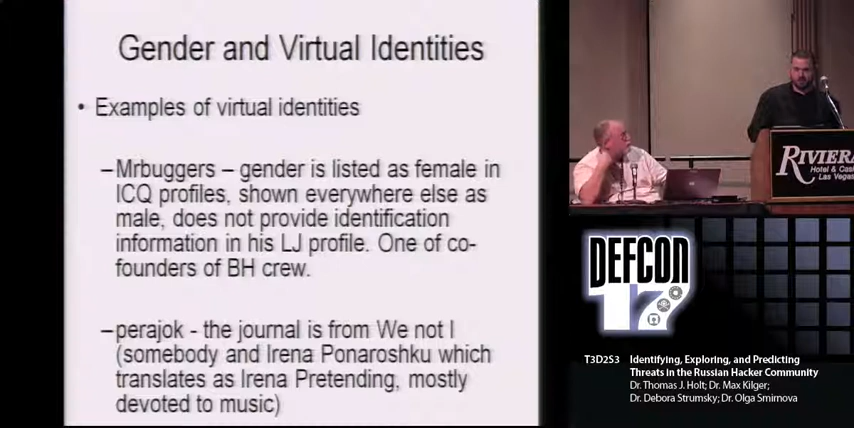 Gender and Virtual Identities
• Examples of virtual identities
–Mrbuggers – gender is listed as female in
ICQ profiles, shown everywhere else as
male, does not provide identification
information in his LJ profile. One of co-
founders of BH crew.
–perajok - the journal is from We not I
(somebody and Irena Ponaroshku which
translates as Irena Pretending, mostly
devoted to music)
RIVIERA
Hotel &
Las Vegas
DEFCON
17
T3D2S3 Identifying, Exploring, and Predicting
Threats in the Russian Hacker Community
Dr. Thomas J. Holt; Dr. Max Kilger;
Dr. Debora Strumsky; Dr. Olga Smirnova